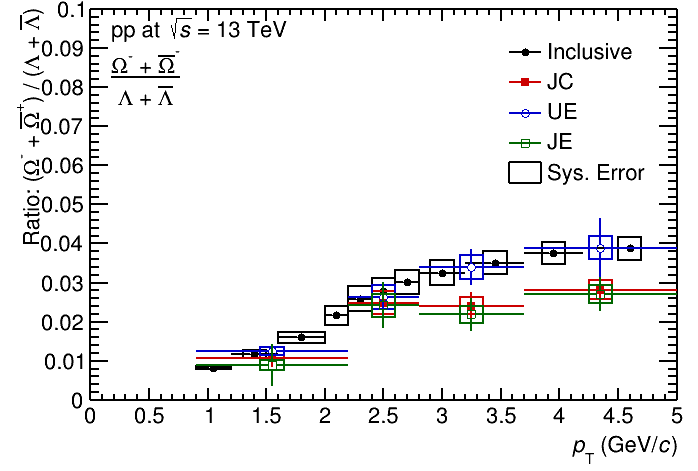 pp at √s = 13 TeV
Ω⁻ + Ω̅⁻
Λ + Λ̅
Inclusive
JC
UE
JE
Sys. Error
Ratio: (Ω⁻ + Ω̅⁺) / (Λ + Λ̅)
0.1
0.09
0.08
0.07
0.06
0.05
0.04
0.03
0.02
0.01
0
0 0.5 1 1.5 2 2.5 3 3.5 4 4.5 5
p_T (GeV/c)